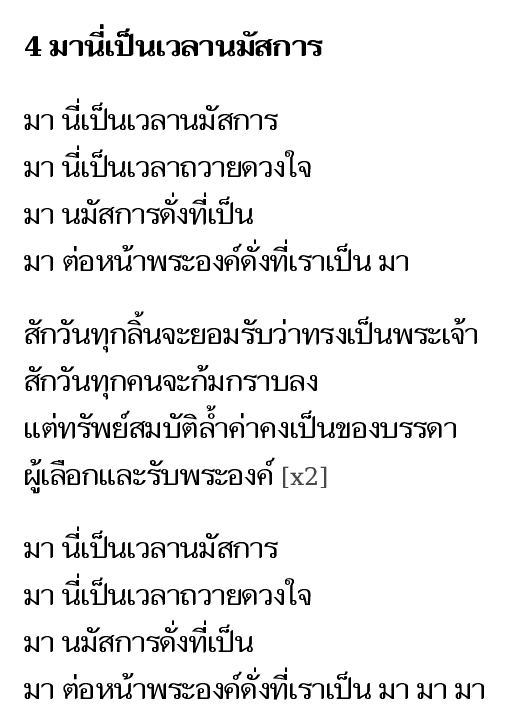 4 มานี่เป็นเวลานมัสการ
มา นี่เป็นเวลานมัสการ
มา นี่เป็นเวลาถวายดวงใจ
มา นมัสการดั่งที่เป็น
มา ต่อหน้าพระองค์ดั่งที่เราเป็น มา
สักวันทุกลิ้นจะยอมรับว่าทรงเป็นพระเจ้า
สักวันทุกคนจะก้มกราบลง
แต่ทรัพย์สมบัติล้ำค่าคงเป็นของบรรดา
ผู้เลือกและรับพระองค์ [x2]
มา นี่เป็นเวลานมัสการ
มา นี่เป็นเวลาถวายดวงใจ
มา นมัสการดั่งที่เป็น
มา ต่อหน้าพระองค์ดั่งที่เราเป็น มา มา มา